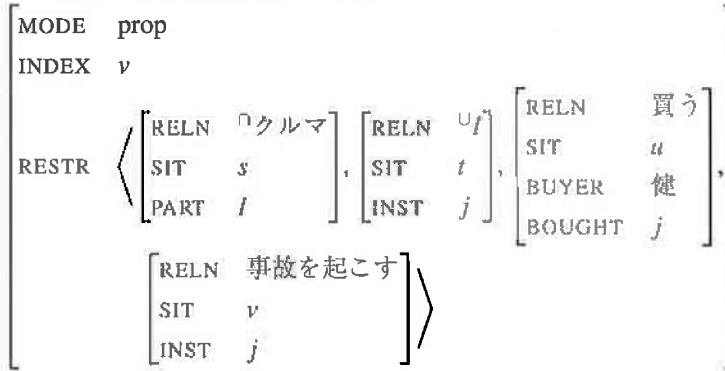 MODE prop
INDEX v
RESTR 〈 [RELN ∩クルマ, SIT s, PART l], [RELN ∪l, SIT t, INST j], [RELN 買う, SIT u, BUYER 健, BOUGHT j],
[RELN 事故を起こす, SIT v, INST j] 〉